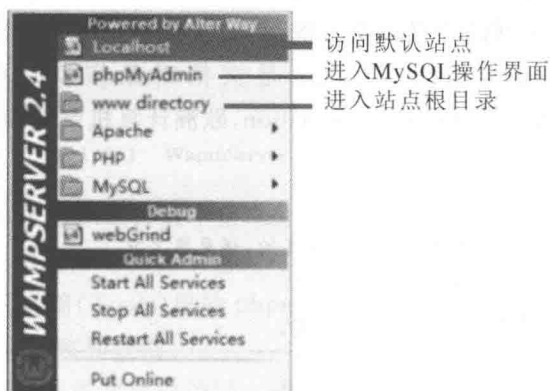 Powered by Alter Way
Localhost
访问默认站点
phpMyAdmin
进入MySQL操作界面
www directory
进入站点根目录
Apache
PHP
MySQL
Debug
webGrind
Quick Admin
Start All Services
Stop All Services
Restart All Services
Put Online
WAMPSERVER 2.4